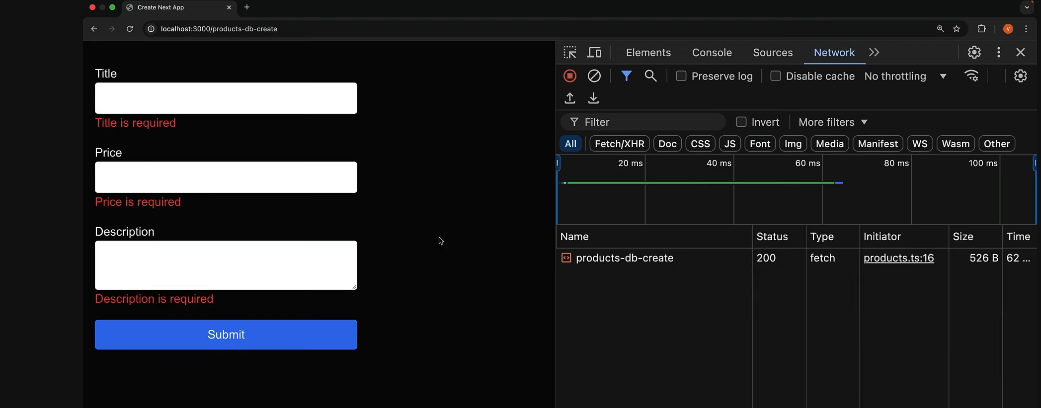 Create Next App
localhost:3000/products-db-create
Title
Title is required
Price
Price is required
Description
Description is required
Submit
Elements Console Sources Network
Preserve log Disable cache No throttling
Filter Invert More filters
All Fetch/XHR Doc CSS JS Font Img Media Manifest WS Wasm Other
20 ms 40 ms 60 ms 80 ms 100 ms
Name Status Type Initiator Size Time
products-db-create 200 fetch products.ts:16 526 B 62 ...